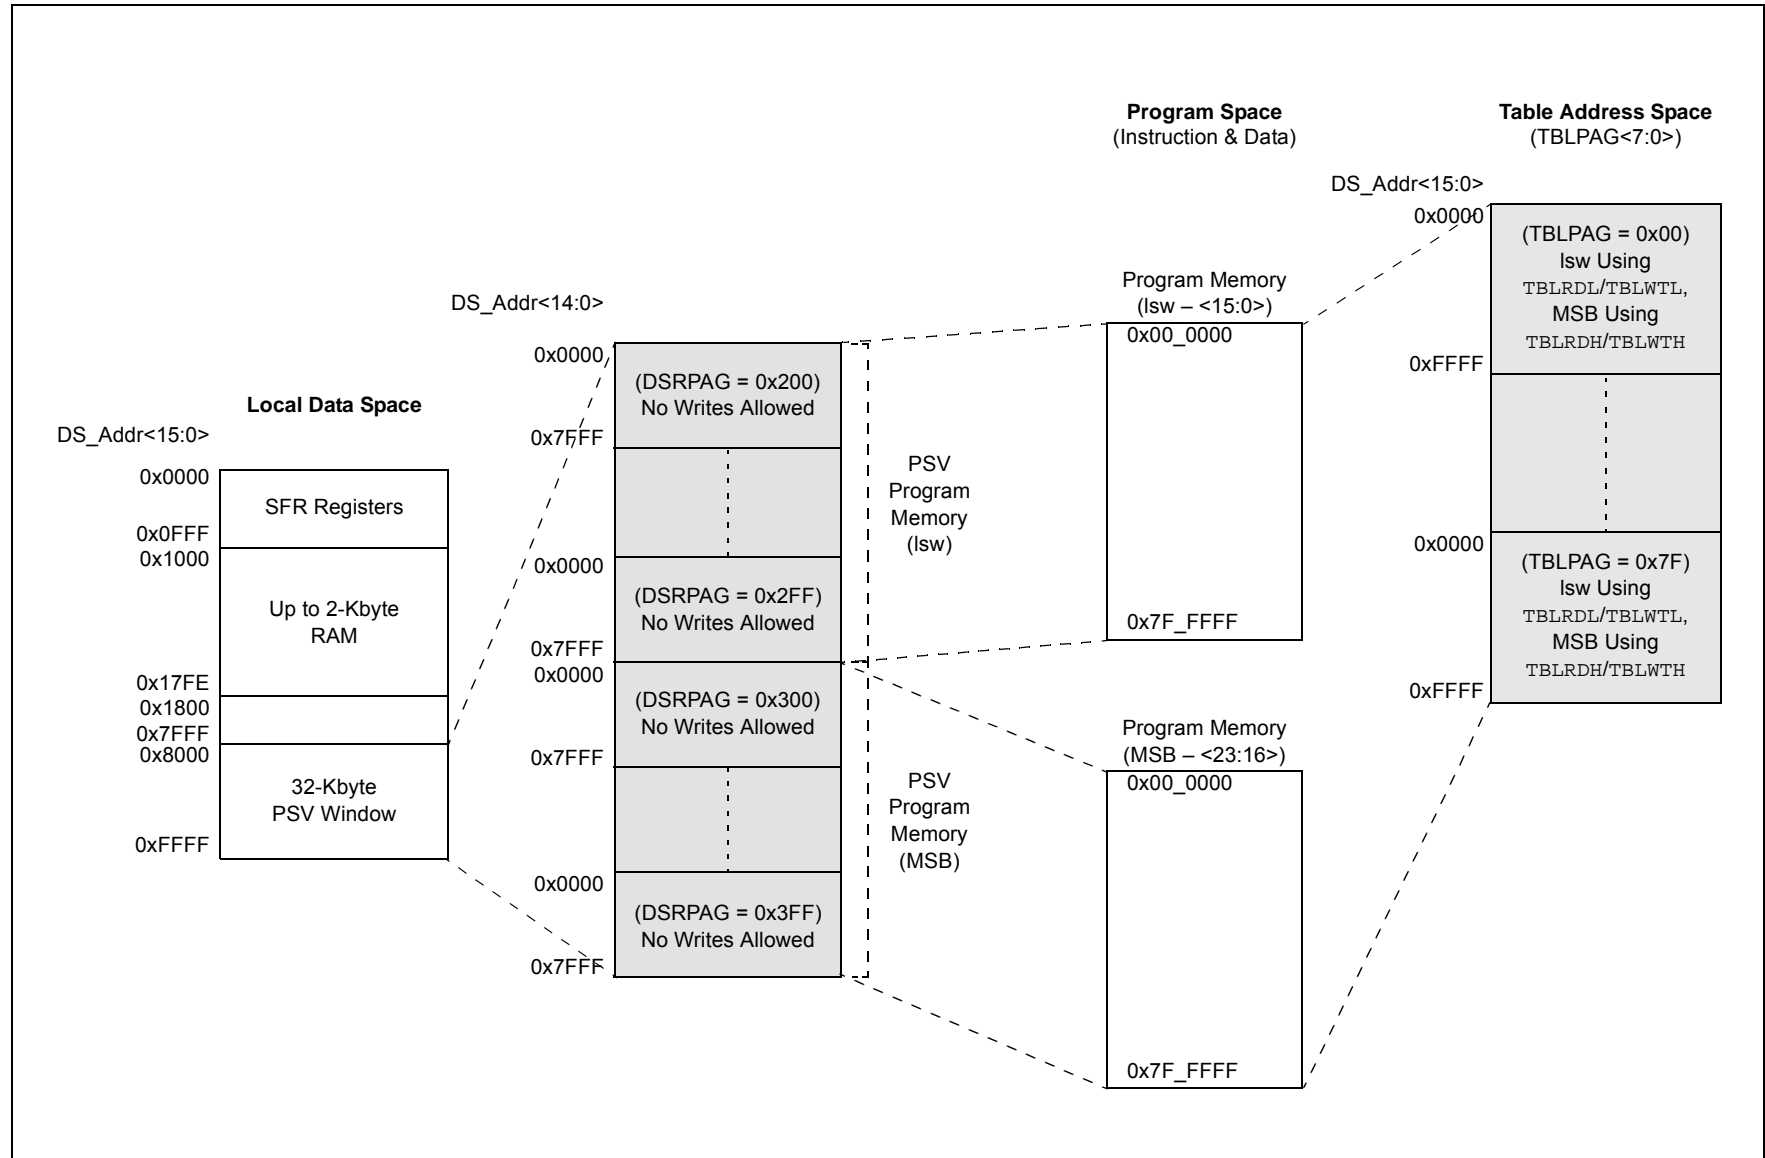 Local Data Space
DS_Addr<15:0>
0x0000
SFR Registers
0x0FFF
0x1000
Up to 2-Kbyte
RAM
0x17FE
0x1800
0x7FFF
0x8000
32-Kbyte
PSV Window
0xFFFF
DS_Addr<14:0>
0x0000
(DSRPAG = 0x200)
No Writes Allowed
0x7FFF
0x0000
(DSRPAG = 0x2FF)
No Writes Allowed
0x7FFF
0x0000
(DSRPAG = 0x300)
No Writes Allowed
0x7FFF
0x0000
(DSRPAG = 0x3FF)
No Writes Allowed
0x7FFF
PSV
Program
Memory
(lsw)
PSV
Program
Memory
(MSB)
Program Space
(Instruction & Data)
Program Memory
(lsw – <15:0>)
0x00_0000
0x7F_FFFF
Program Memory
(MSB – <23:16>)
0x00_0000
0x7F_FFFF
Table Address Space
(TBLPAG<7:0>)
DS_Addr<15:0>
0x0000
(TBLPAG = 0x00)
lsw Using
TBLRDL/TBLWTL,
MSB Using
TBLRDH/TBLWTH
0xFFFF
0x0000
(TBLPAG = 0x7F)
lsw Using
TBLRDL/TBLWTL,
MSB Using
TBLRDH/TBLWTH
0xFFFF